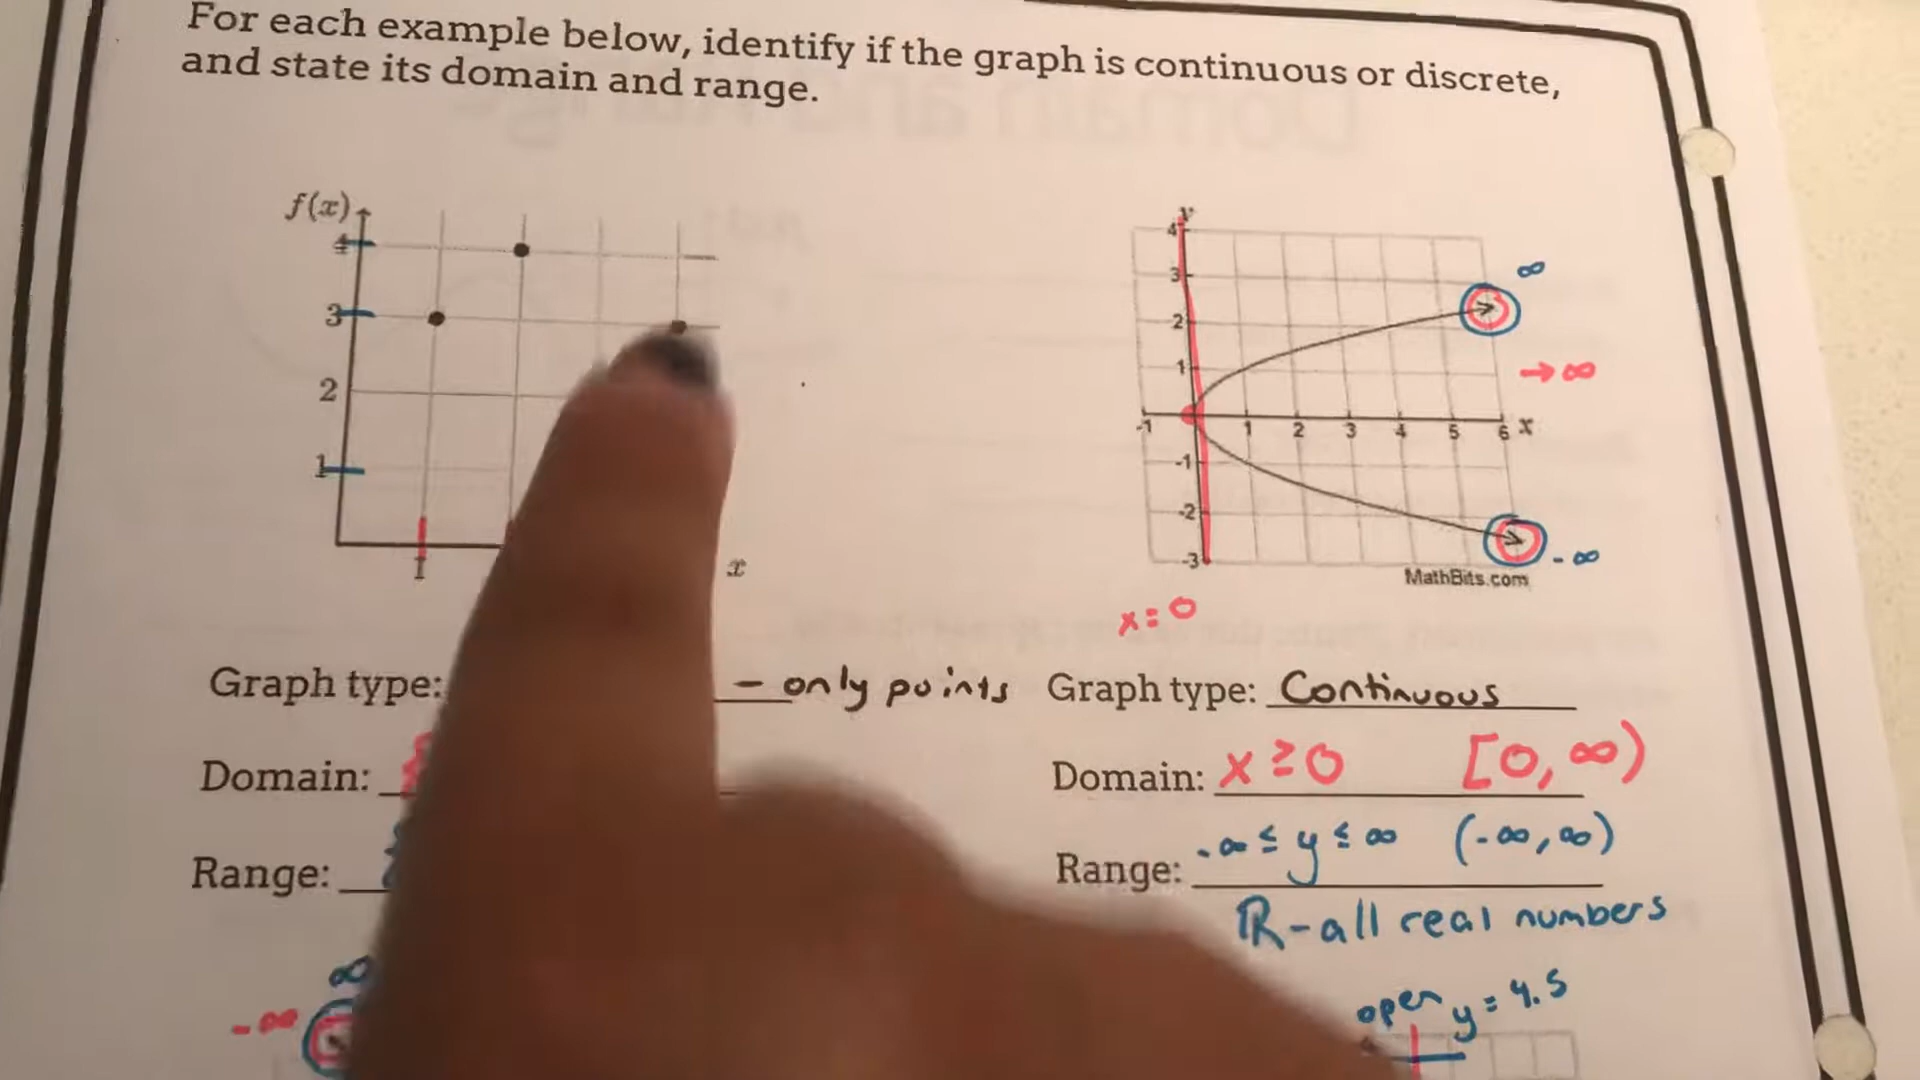 For each example below, identify if the graph is continuous or discrete,
and state its domain and range.
f(x)
4
3
2
1
1
x
y
4
3
2
1
-1
1
2
3
4
5
6
x
-1
-2
-3
∞
→ ∞
- ∞
MathBits.com
x = 0
Graph type:
- only points
Graph type: Continuous
Domain:
Domain: x ≥ 0 [0, ∞)
Range:
Range: -∞ ≤ y ≤ ∞ (-∞, ∞)
ℝ - all real numbers
∞
-∞
open y = 4.5